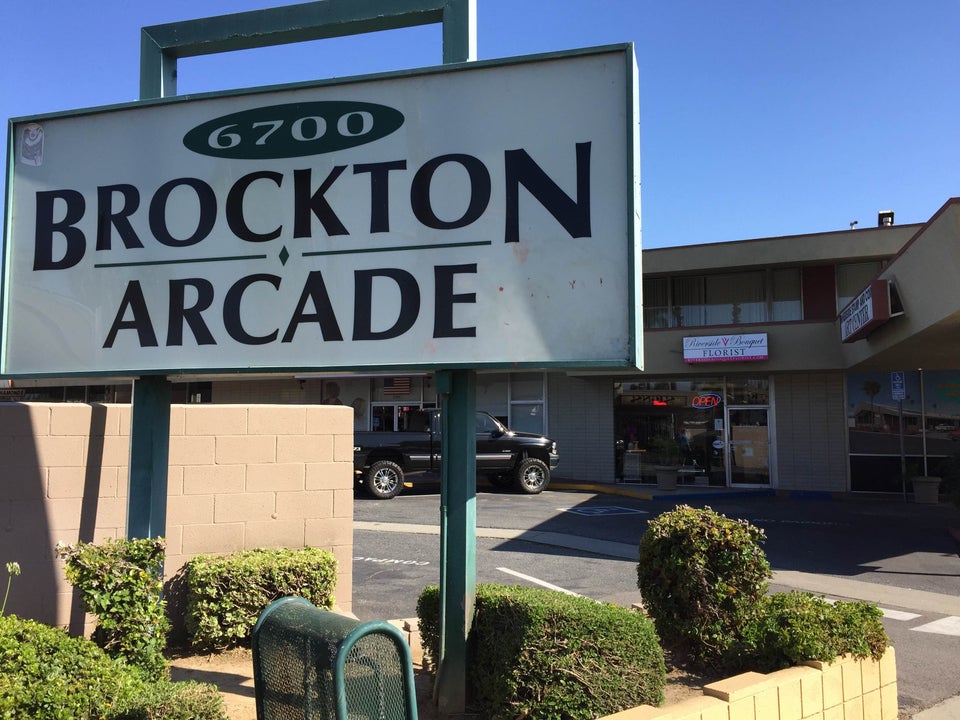 6700
BROCKTON
ARCADE
Riverside Bouquet
FLORIST
OPEN